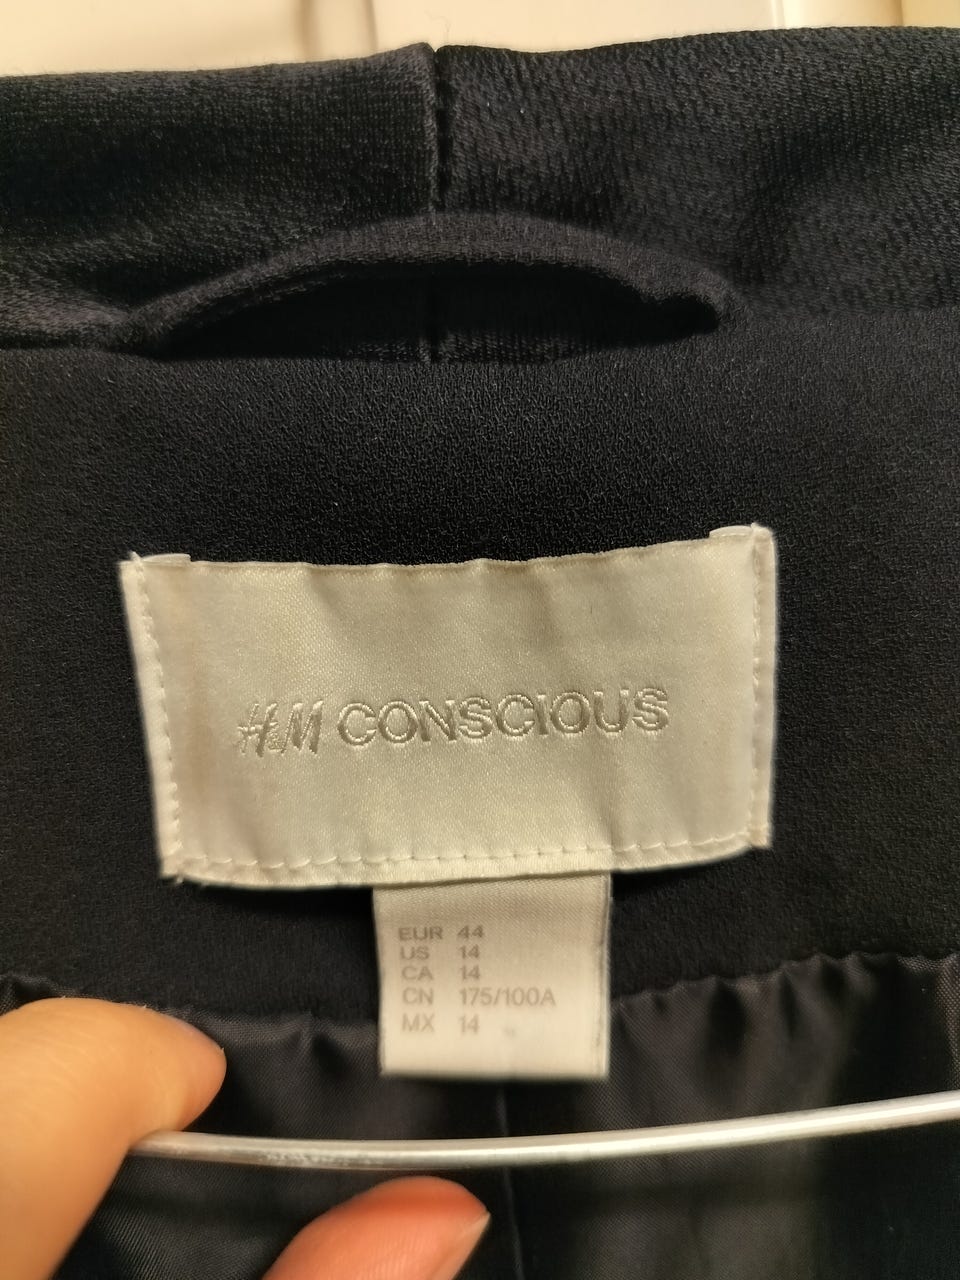 H&M CONSCIOUS
EUR 44
US 14
CA 14
CN 175/100A
MX 14